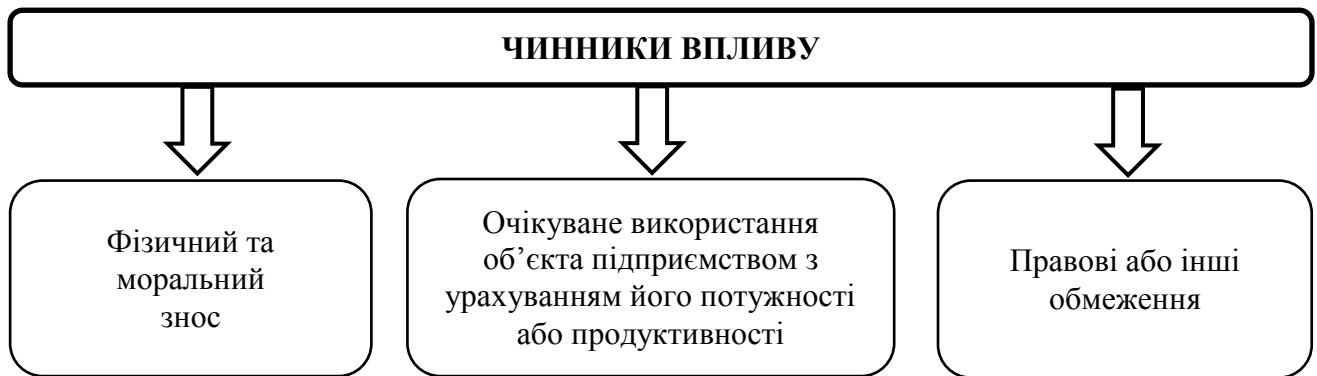 ЧИННИКИ ВПЛИВУ
Фізичний та
моральний
знос
Очікуване використання
об’єкта підприємством з
урахуванням його потужності
або продуктивності
Правові або інші
обмеження